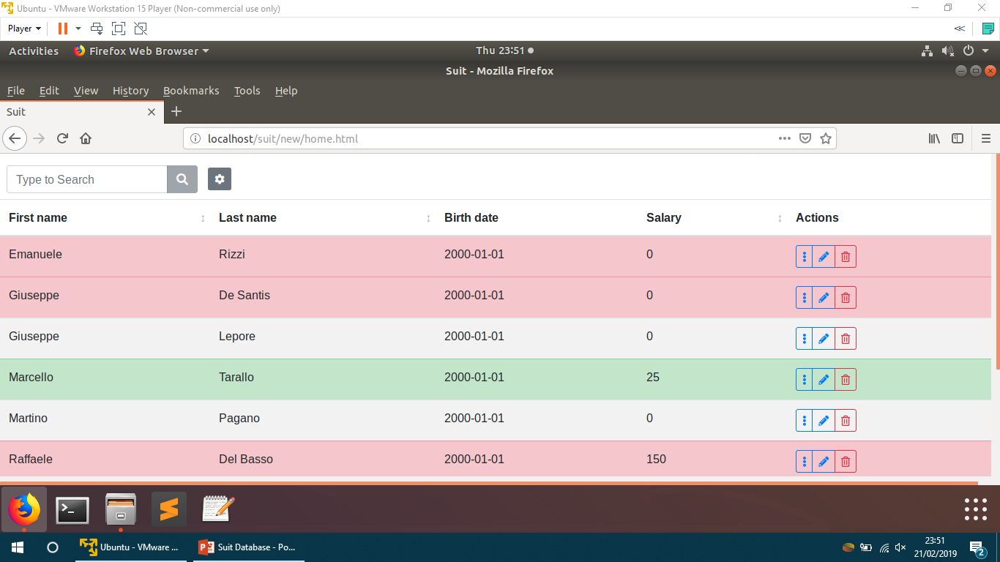 Ubuntu - VMware Workstation 15 Player (Non-commercial use only)
Player
Activities Firefox Web Browser Thu 23:51
Suit - Mozilla Firefox
File Edit View History Bookmarks Tools Help
Suit
localhost/suit/new/home.html
Type to Search
First name Last name Birth date Salary Actions
Emanuele Rizzi 2000-01-01 0
Giuseppe De Santis 2000-01-01 0
Giuseppe Lepore 2000-01-01 0
Marcello Tarallo 2000-01-01 25
Martino Pagano 2000-01-01 0
Raffaele Del Basso 2000-01-01 150
Ubuntu - VMware ... Suit Database - Po... 23:51
21/02/2019 2